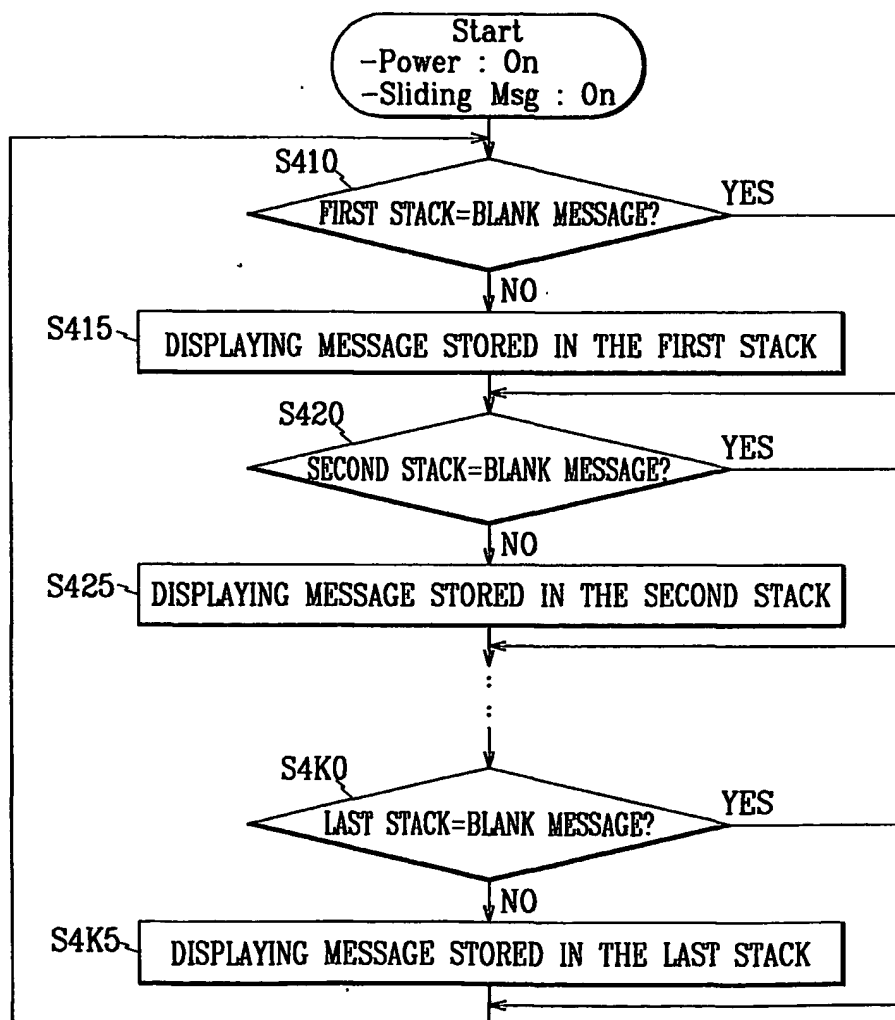 Start
-Power : On
-Sliding Msg : On
S410
FIRST STACK=BLANK MESSAGE?
YES
NO
S415
DISPLAYING MESSAGE STORED IN THE FIRST STACK
S420
SECOND STACK=BLANK MESSAGE?
YES
NO
S425
DISPLAYING MESSAGE STORED IN THE SECOND STACK
S4K0
LAST STACK=BLANK MESSAGE?
YES
NO
S4K5
DISPLAYING MESSAGE STORED IN THE LAST STACK